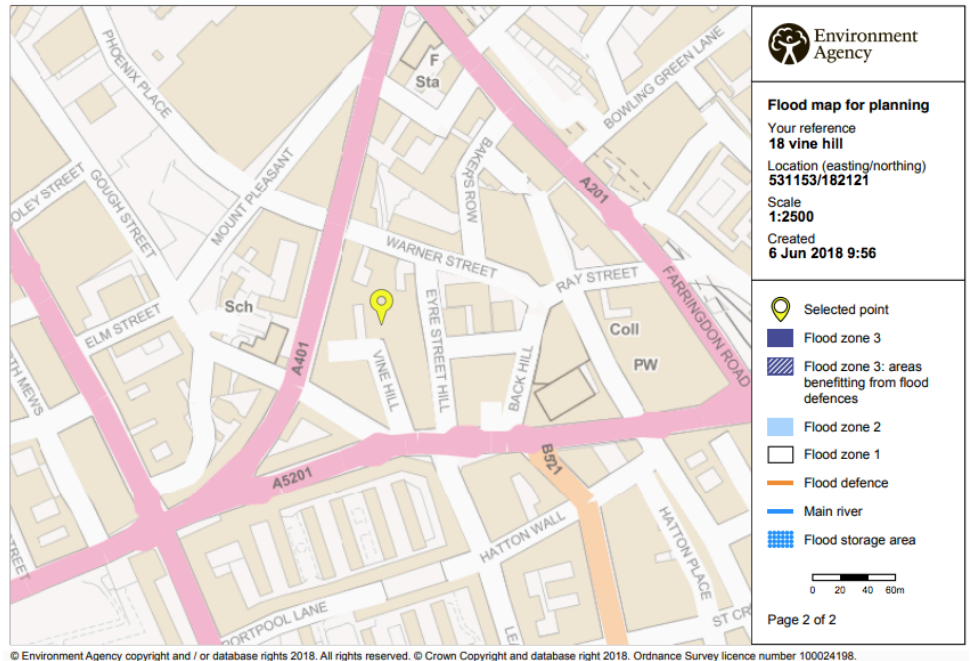 PHOENIX PLACE
F
Sta
BOWLING GREEN LANE
BAKER'S ROW
A201
OLEY STREET
GOUGH STREET
MOUNT PLEASANT
WARNER STREET
RAY STREET
FARRINGDON ROAD
Sch
ELM STREET
EYRE STREET HILL
Coll
PW
A401
VINE HILL
BACK HILL
TH MEWS
A5201
B521
HATTON WALL
HATTON PLACE
STREET
PORTPOOL LANE
LE
ST CR
Environment
Agency
Flood map for planning
Your reference
18 vine hill
Location (easting/northing)
531153/182121
Scale
1:2500
Created
6 Jun 2018 9:56
Selected point
Flood zone 3
Flood zone 3: areas
benefitting from flood
defences
Flood zone 2
Flood zone 1
Flood defence
Main river
Flood storage area
0 20 40 60m
Page 2 of 2
© Environment Agency copyright and / or database rights 2018. All rights reserved. © Crown Copyright and database right 2018. Ordnance Survey licence number 100024198.